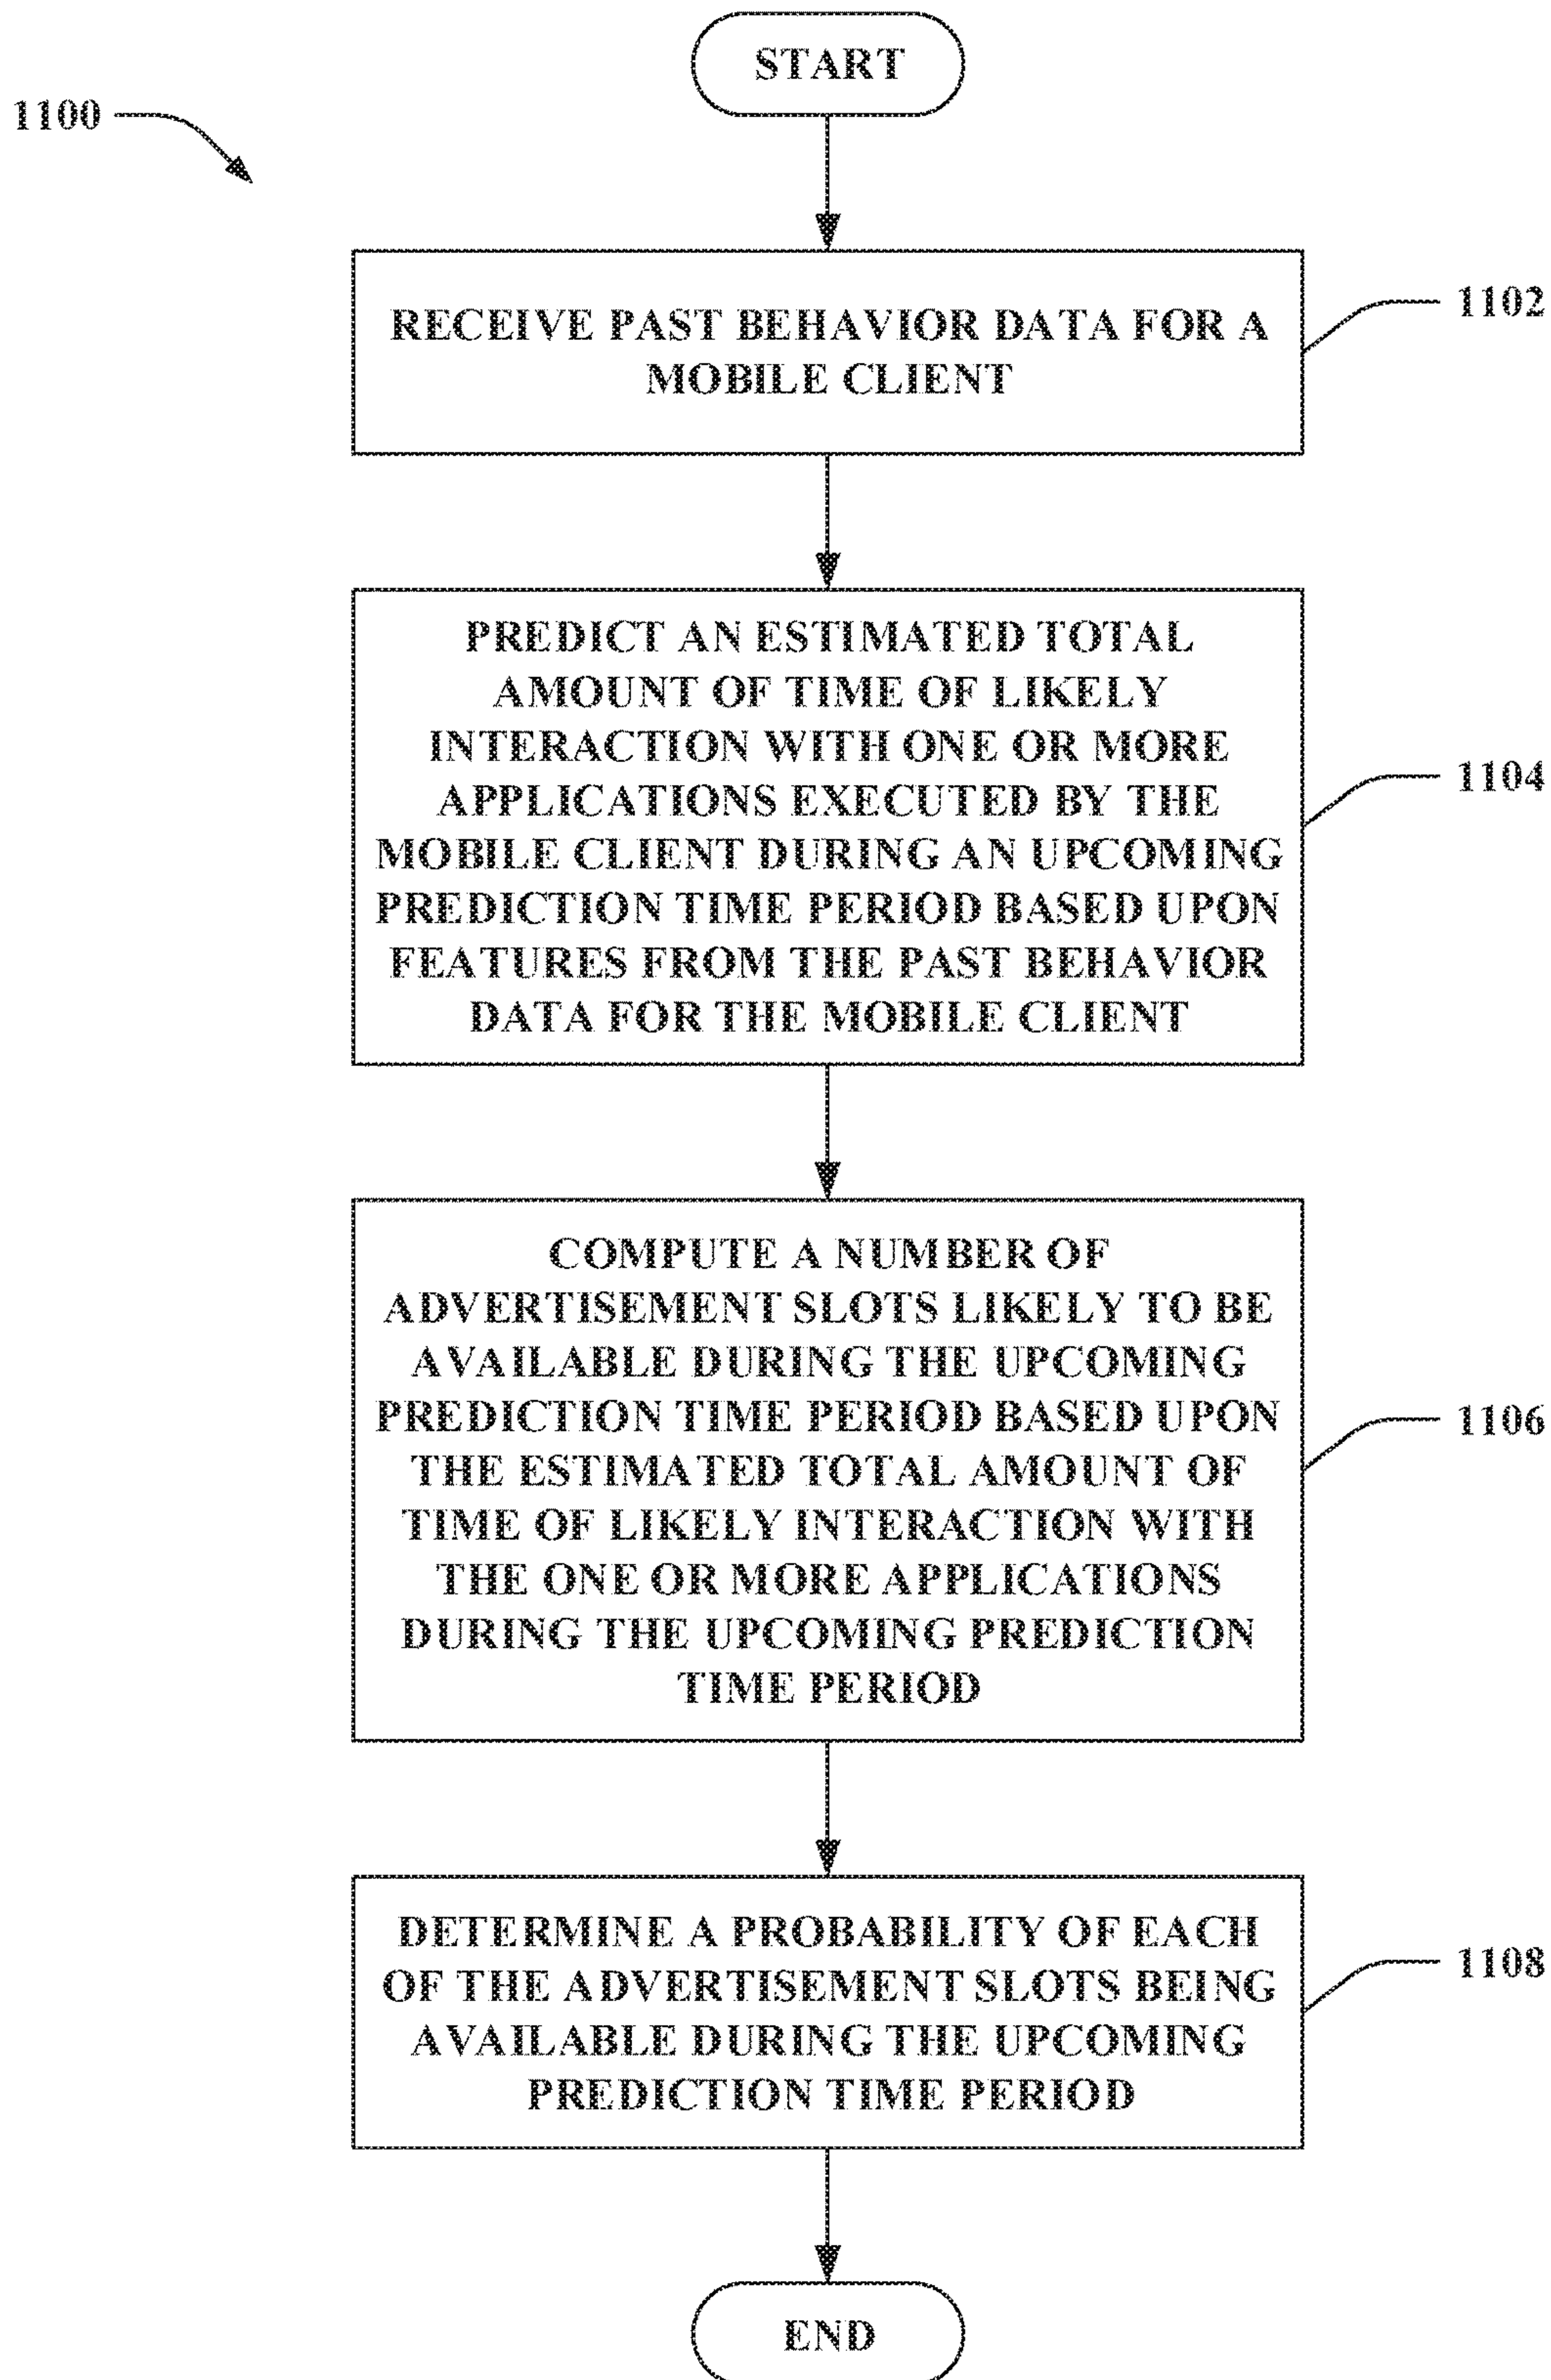 START
1100
RECEIVE PAST BEHAVIOR DATA FOR A
MOBILE CLIENT
1102
PREDICT AN ESTIMATED TOTAL
AMOUNT OF TIME OF LIKELY
INTERACTION WITH ONE OR MORE
APPLICATIONS EXECUTED BY THE
MOBILE CLIENT DURING AN UPCOMING
PREDICTION TIME PERIOD BASED UPON
FEATURES FROM THE PAST BEHAVIOR
DATA FOR THE MOBILE CLIENT
1104
COMPUTE A NUMBER OF
ADVERTISEMENT SLOTS LIKELY TO BE
AVAILABLE DURING THE UPCOMING
PREDICTION TIME PERIOD BASED UPON
THE ESTIMATED TOTAL AMOUNT OF
TIME OF LIKELY INTERACTION WITH
THE ONE OR MORE APPLICATIONS
DURING THE UPCOMING PREDICTION
TIME PERIOD
1106
DETERMINE A PROBABILITY OF EACH
OF THE ADVERTISEMENT SLOTS BEING
AVAILABLE DURING THE UPCOMING
PREDICTION TIME PERIOD
1108
END